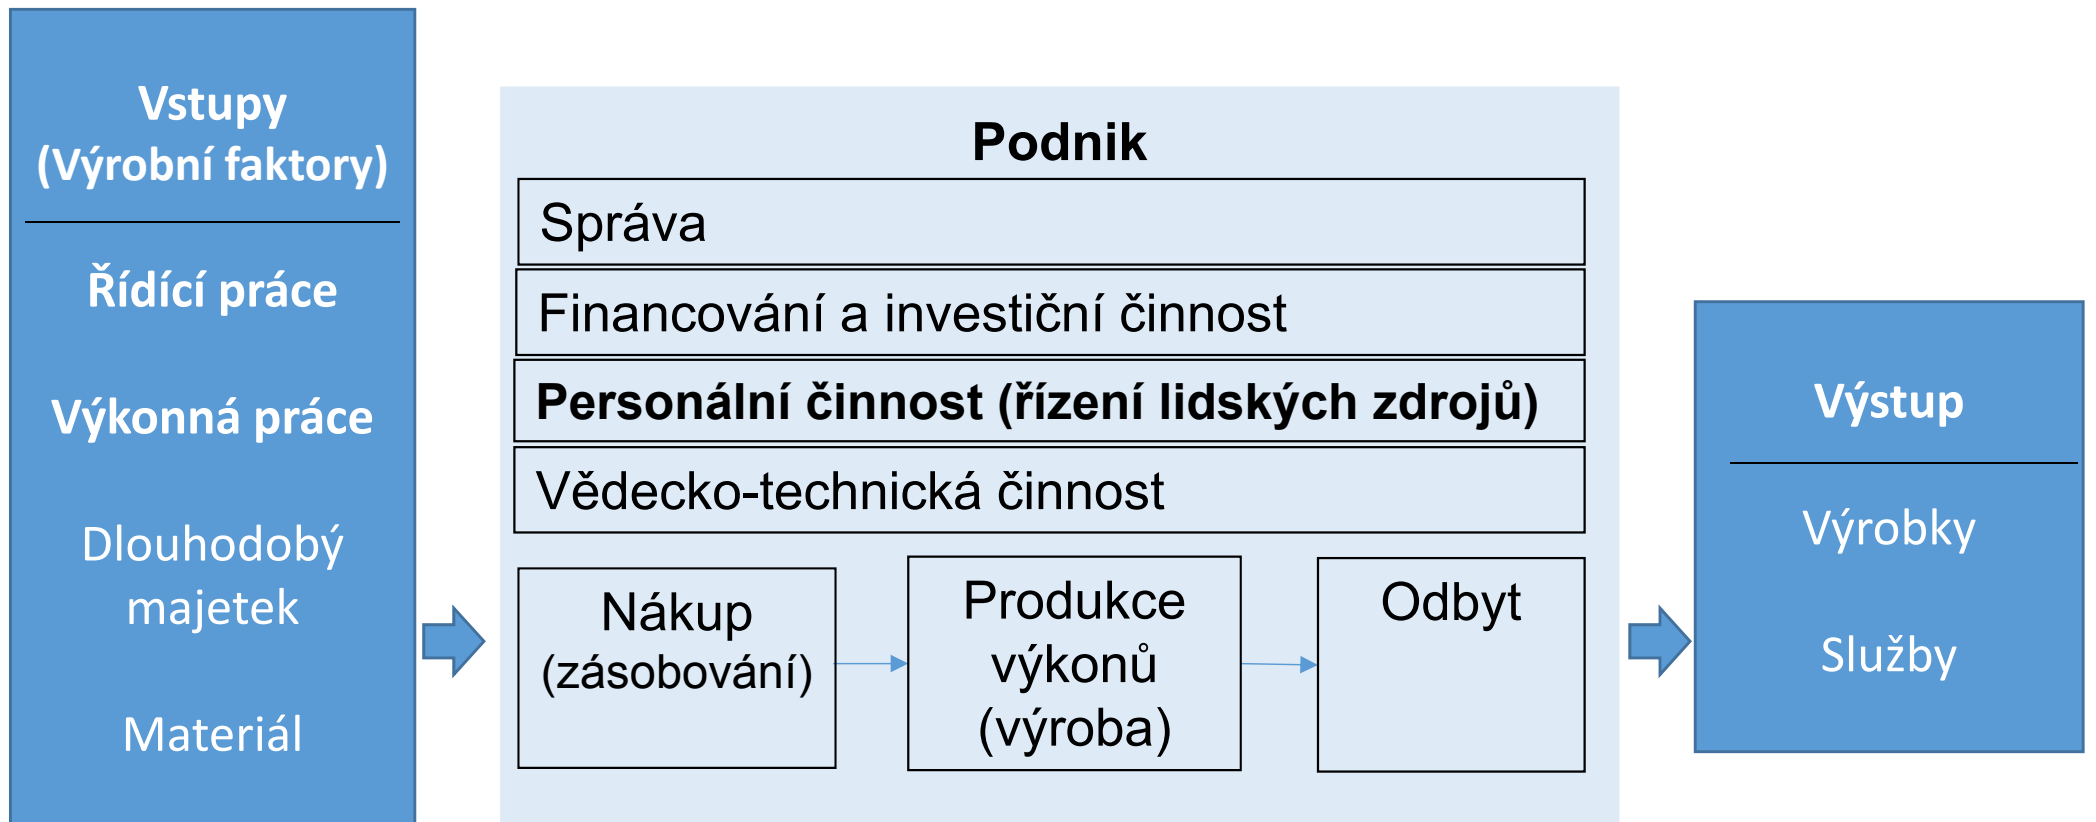 Vstupy
(Výrobní faktory)
Řídící práce
Výkonná práce
Dlouhodobý
majetek
Materiál
Podnik
Správa
Financování a investiční činnost
Personální činnost (řízení lidských zdrojů)
Vědecko-technická činnost
Nákup
(zásobování)
Produkce
výkonů
(výroba)
Odbyt
Výstup
Výrobky
Služby